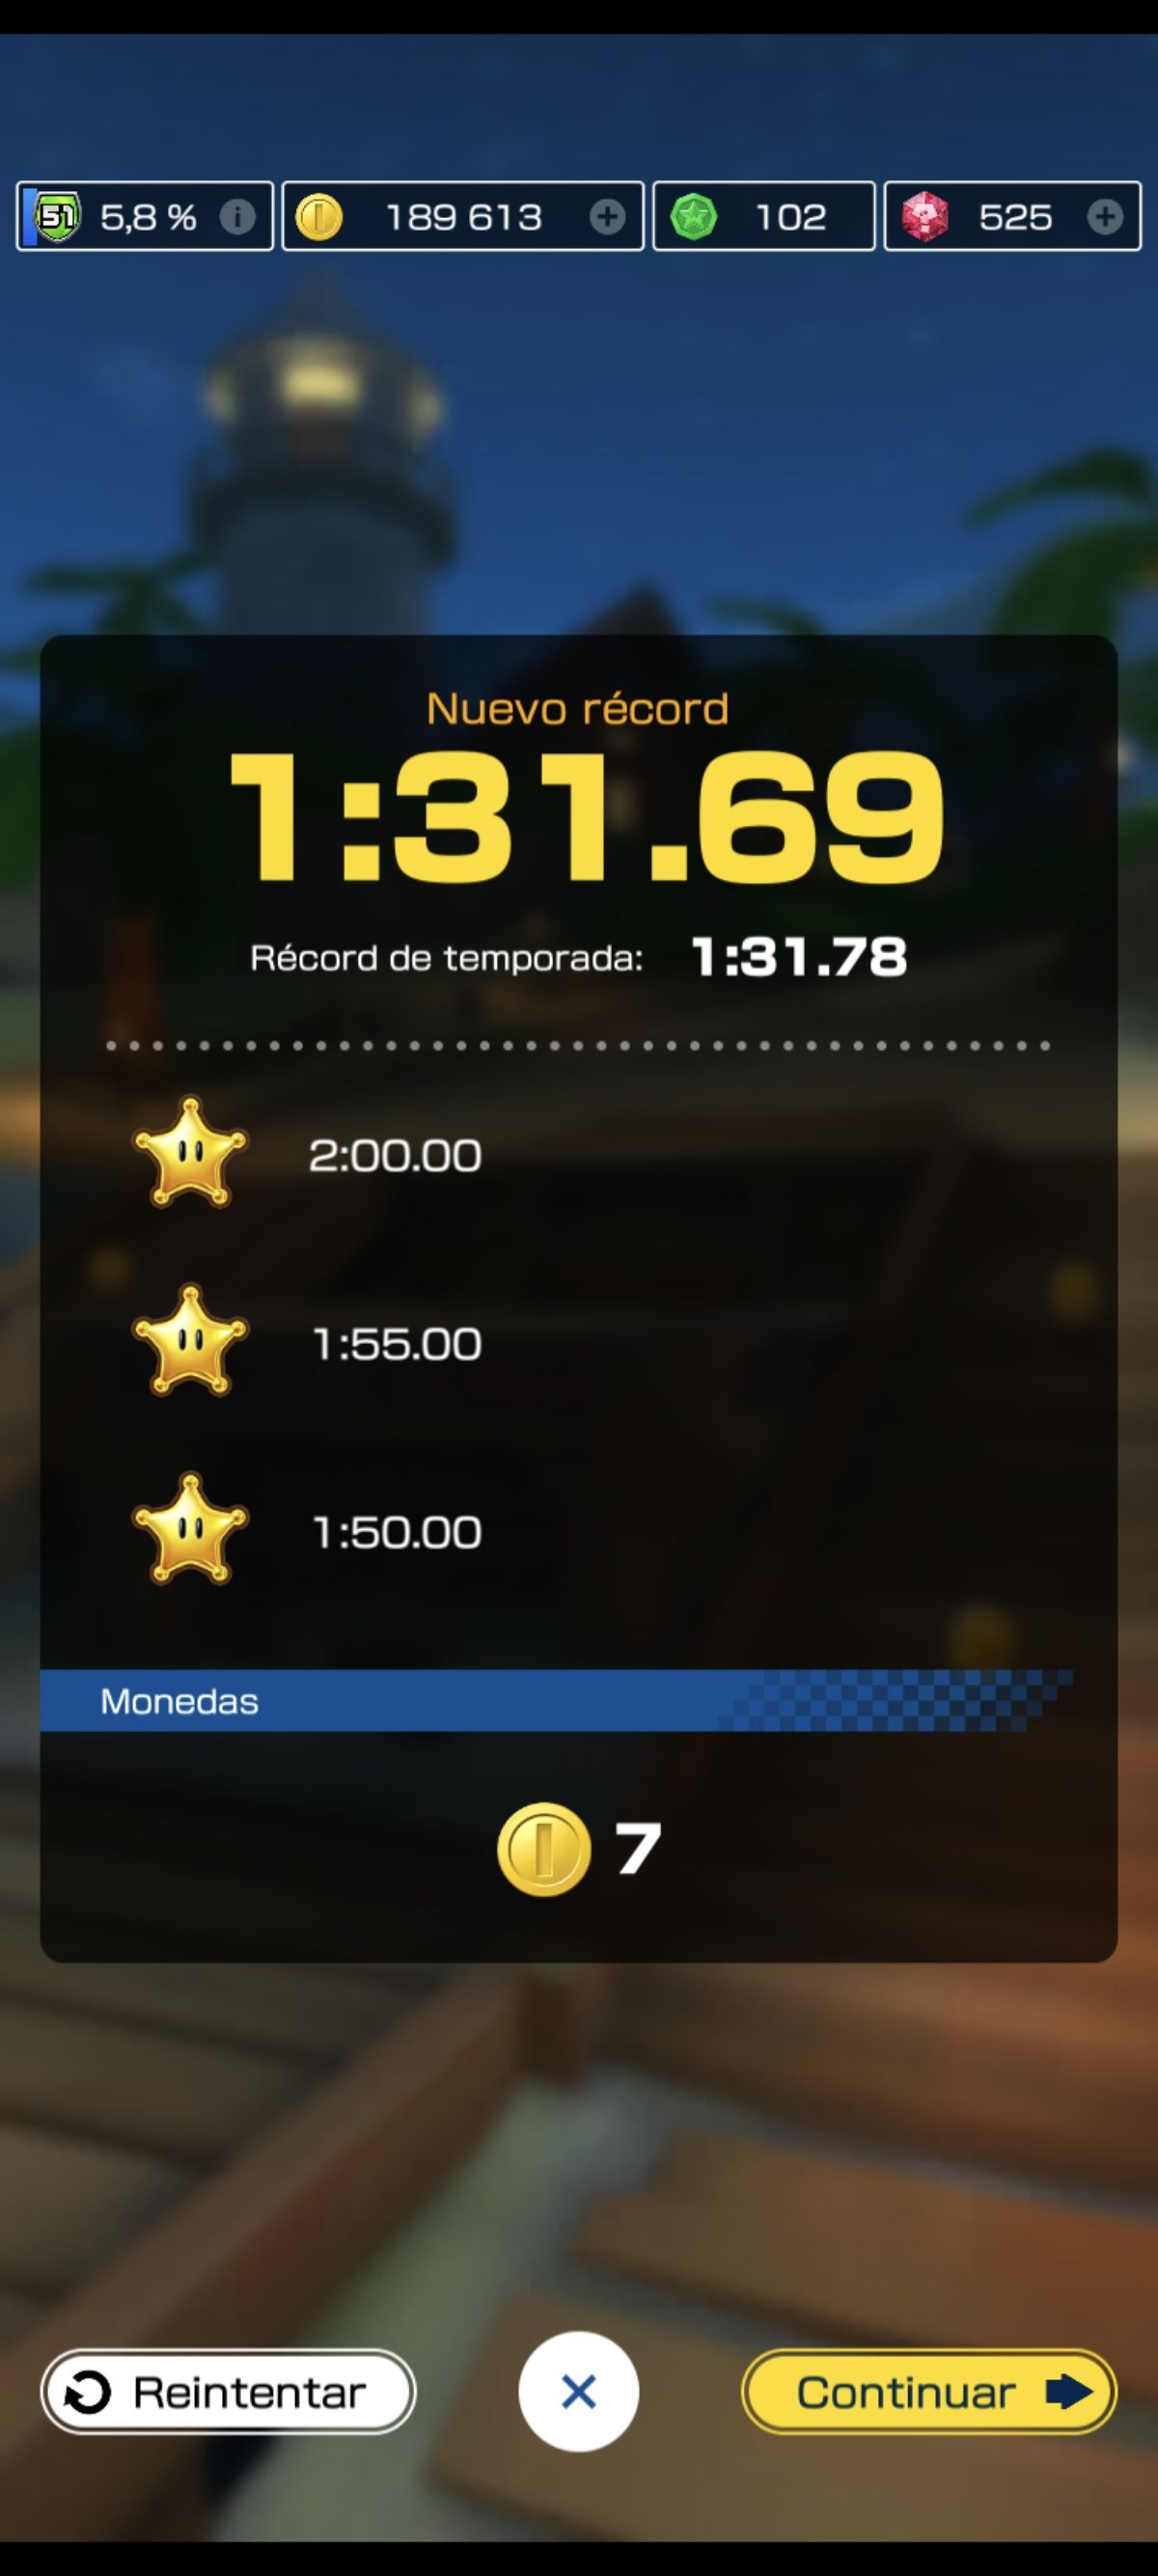 51 5,8 % 189 613 102 525
Nuevo récord
1:31.69
Récord de temporada: 1:31.78
2:00.00
1:55.00
1:50.00
Monedas
7
Reintentar Continuar